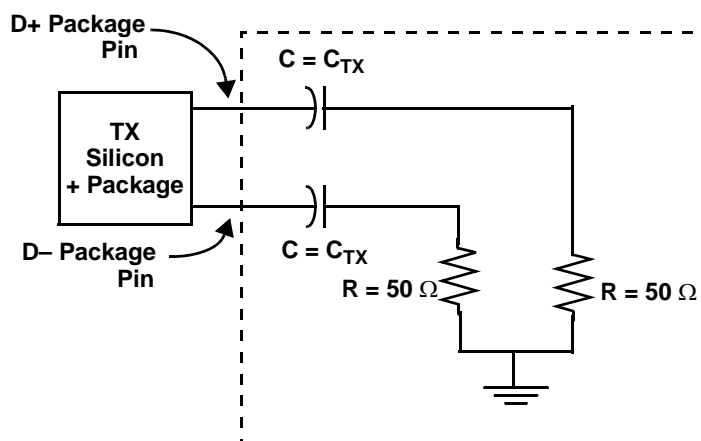 D+ Package
Pin
C = CTX
TX
Silicon
+ Package
D– Package
Pin
C = CTX
R = 50 Ω
R = 50 Ω